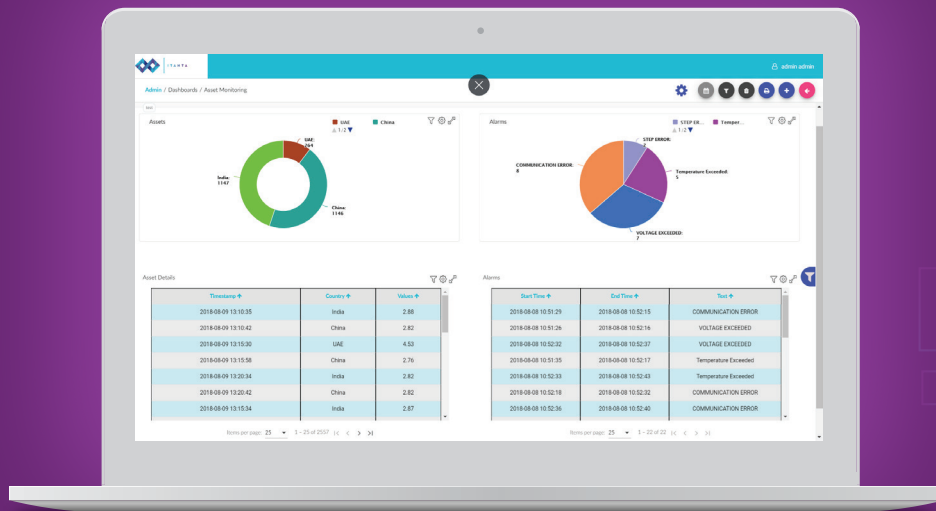 ITANTA
admin admin
Admin / Dashboards / Asset Monitoring
Assets
UAE
China
1/2
UAE:
264
India:
1147
China:
1146
Alarms
STEP ER...
Temper...
1/2
STEP ERROR:
COMMUNICATION ERROR:
8
Temperature Exceeded:
5
VOLTAGE EXCEEDED:
7
Asset Details
Timestamp Country Values
2018-08-09 13:10:35 India 2.88
2018-08-09 13:10:42 China 2.82
2018-08-09 13:15:30 UAE 4.53
2018-08-09 13:15:58 China 2.76
2018-08-09 13:20:34 India 2.82
2018-08-09 13:20:42 China 2.82
2018-08-09 13:15:34 India 2.87
Items per page: 25 1 - 25 of 2557
Alarms
Start Time End Time Text
2018-08-08 10:51:29 2018-08-08 10:52:15 COMMUNICATION ERROR
2018-08-08 10:51:26 2018-08-08 10:52:16 VOLTAGE EXCEEDED
2018-08-08 10:52:32 2018-08-08 10:52:37 VOLTAGE EXCEEDED
2018-08-08 10:51:35 2018-08-08 10:52:17 Temperature Exceeded
2018-08-08 10:52:33 2018-08-08 10:52:43 Temperature Exceeded
2018-08-08 10:52:18 2018-08-08 10:52:32 COMMUNICATION ERROR
2018-08-08 10:52:36 2018-08-08 10:52:40 COMMUNICATION ERROR
Items per page: 25 1 - 22 of 22